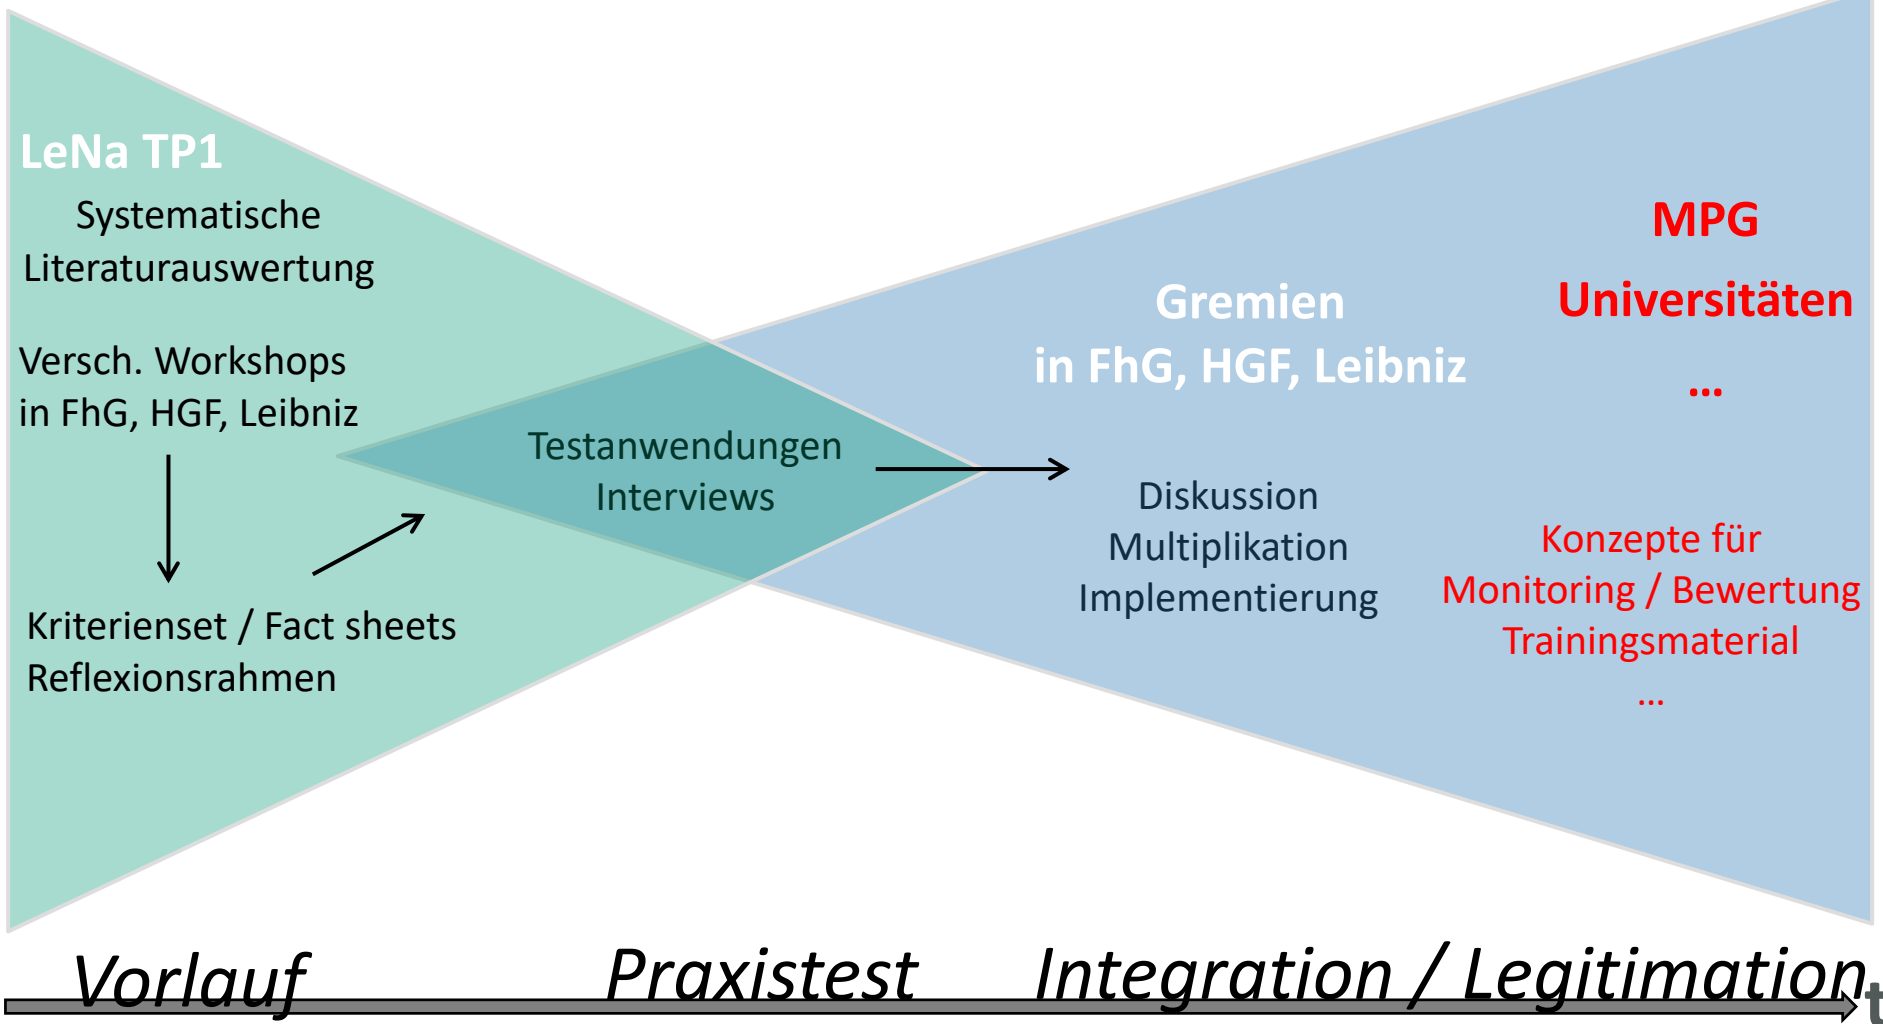 LeNa TP1
Systematische
Literaturauswertung
Versch. Workshops
in FhG, HGF, Leibniz
Kriterienset / Fact sheets
Reflexionsrahmen
Testanwendungen
Interviews
Gremien
in FhG, HGF, Leibniz
Diskussion
Multiplikation
Implementierung
MPG
Universitäten
...
Konzepte für
Monitoring / Bewertung
Trainingsmaterial
...
Vorlauf
Praxistest
Integration / Legitimation
t